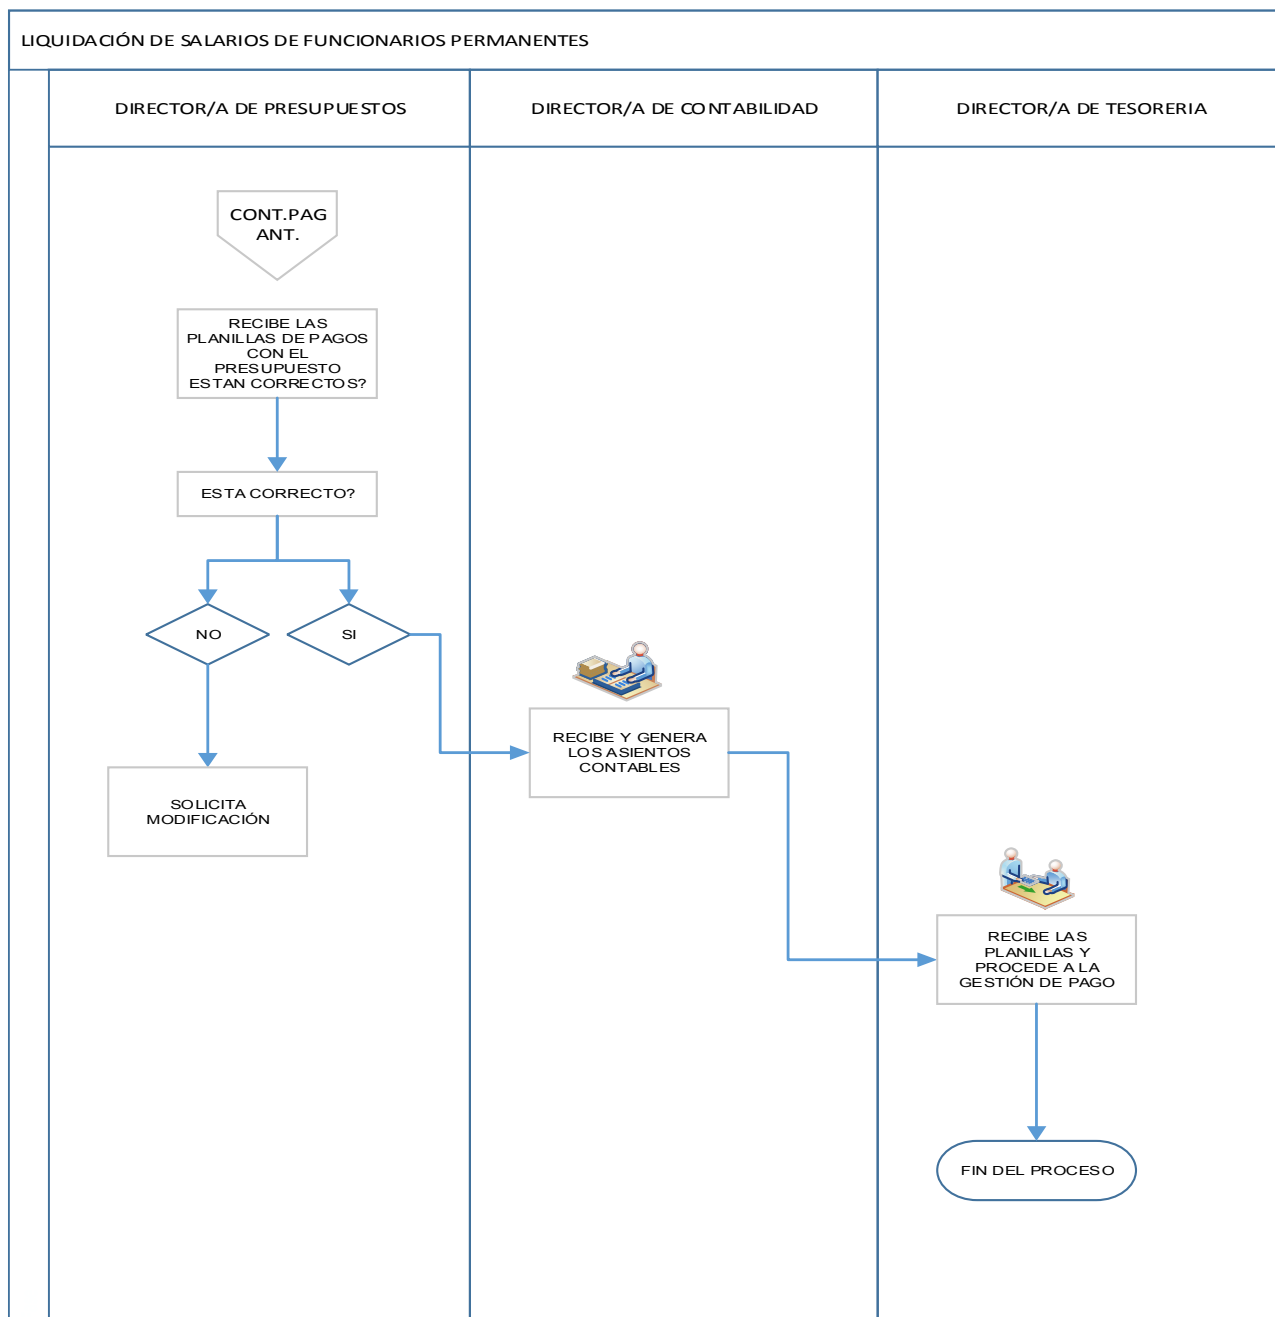 LIQUIDACIÓN DE SALARIOS DE FUNCIONARIOS PERMANENTES
DIRECTOR/A DE PRESUPUESTOS
DIRECTOR/A DE CONTABILIDAD
DIRECTOR/A DE TESORERIA
CONT.PAG
ANT.
RECIBE LAS
PLANILLAS DE PAGOS
CON EL
PRESUPUESTO
ESTAN CORRECTOS?
ESTA CORRECTO?
NO
SI
RECIBE Y GENERA
LOS ASIENTOS
CONTABLES
SOLICITA
MODIFICACIÓN
RECIBE LAS
PLANILLAS Y
PROCEDE A LA
GESTIÓN DE PAGO
FIN DEL PROCESO